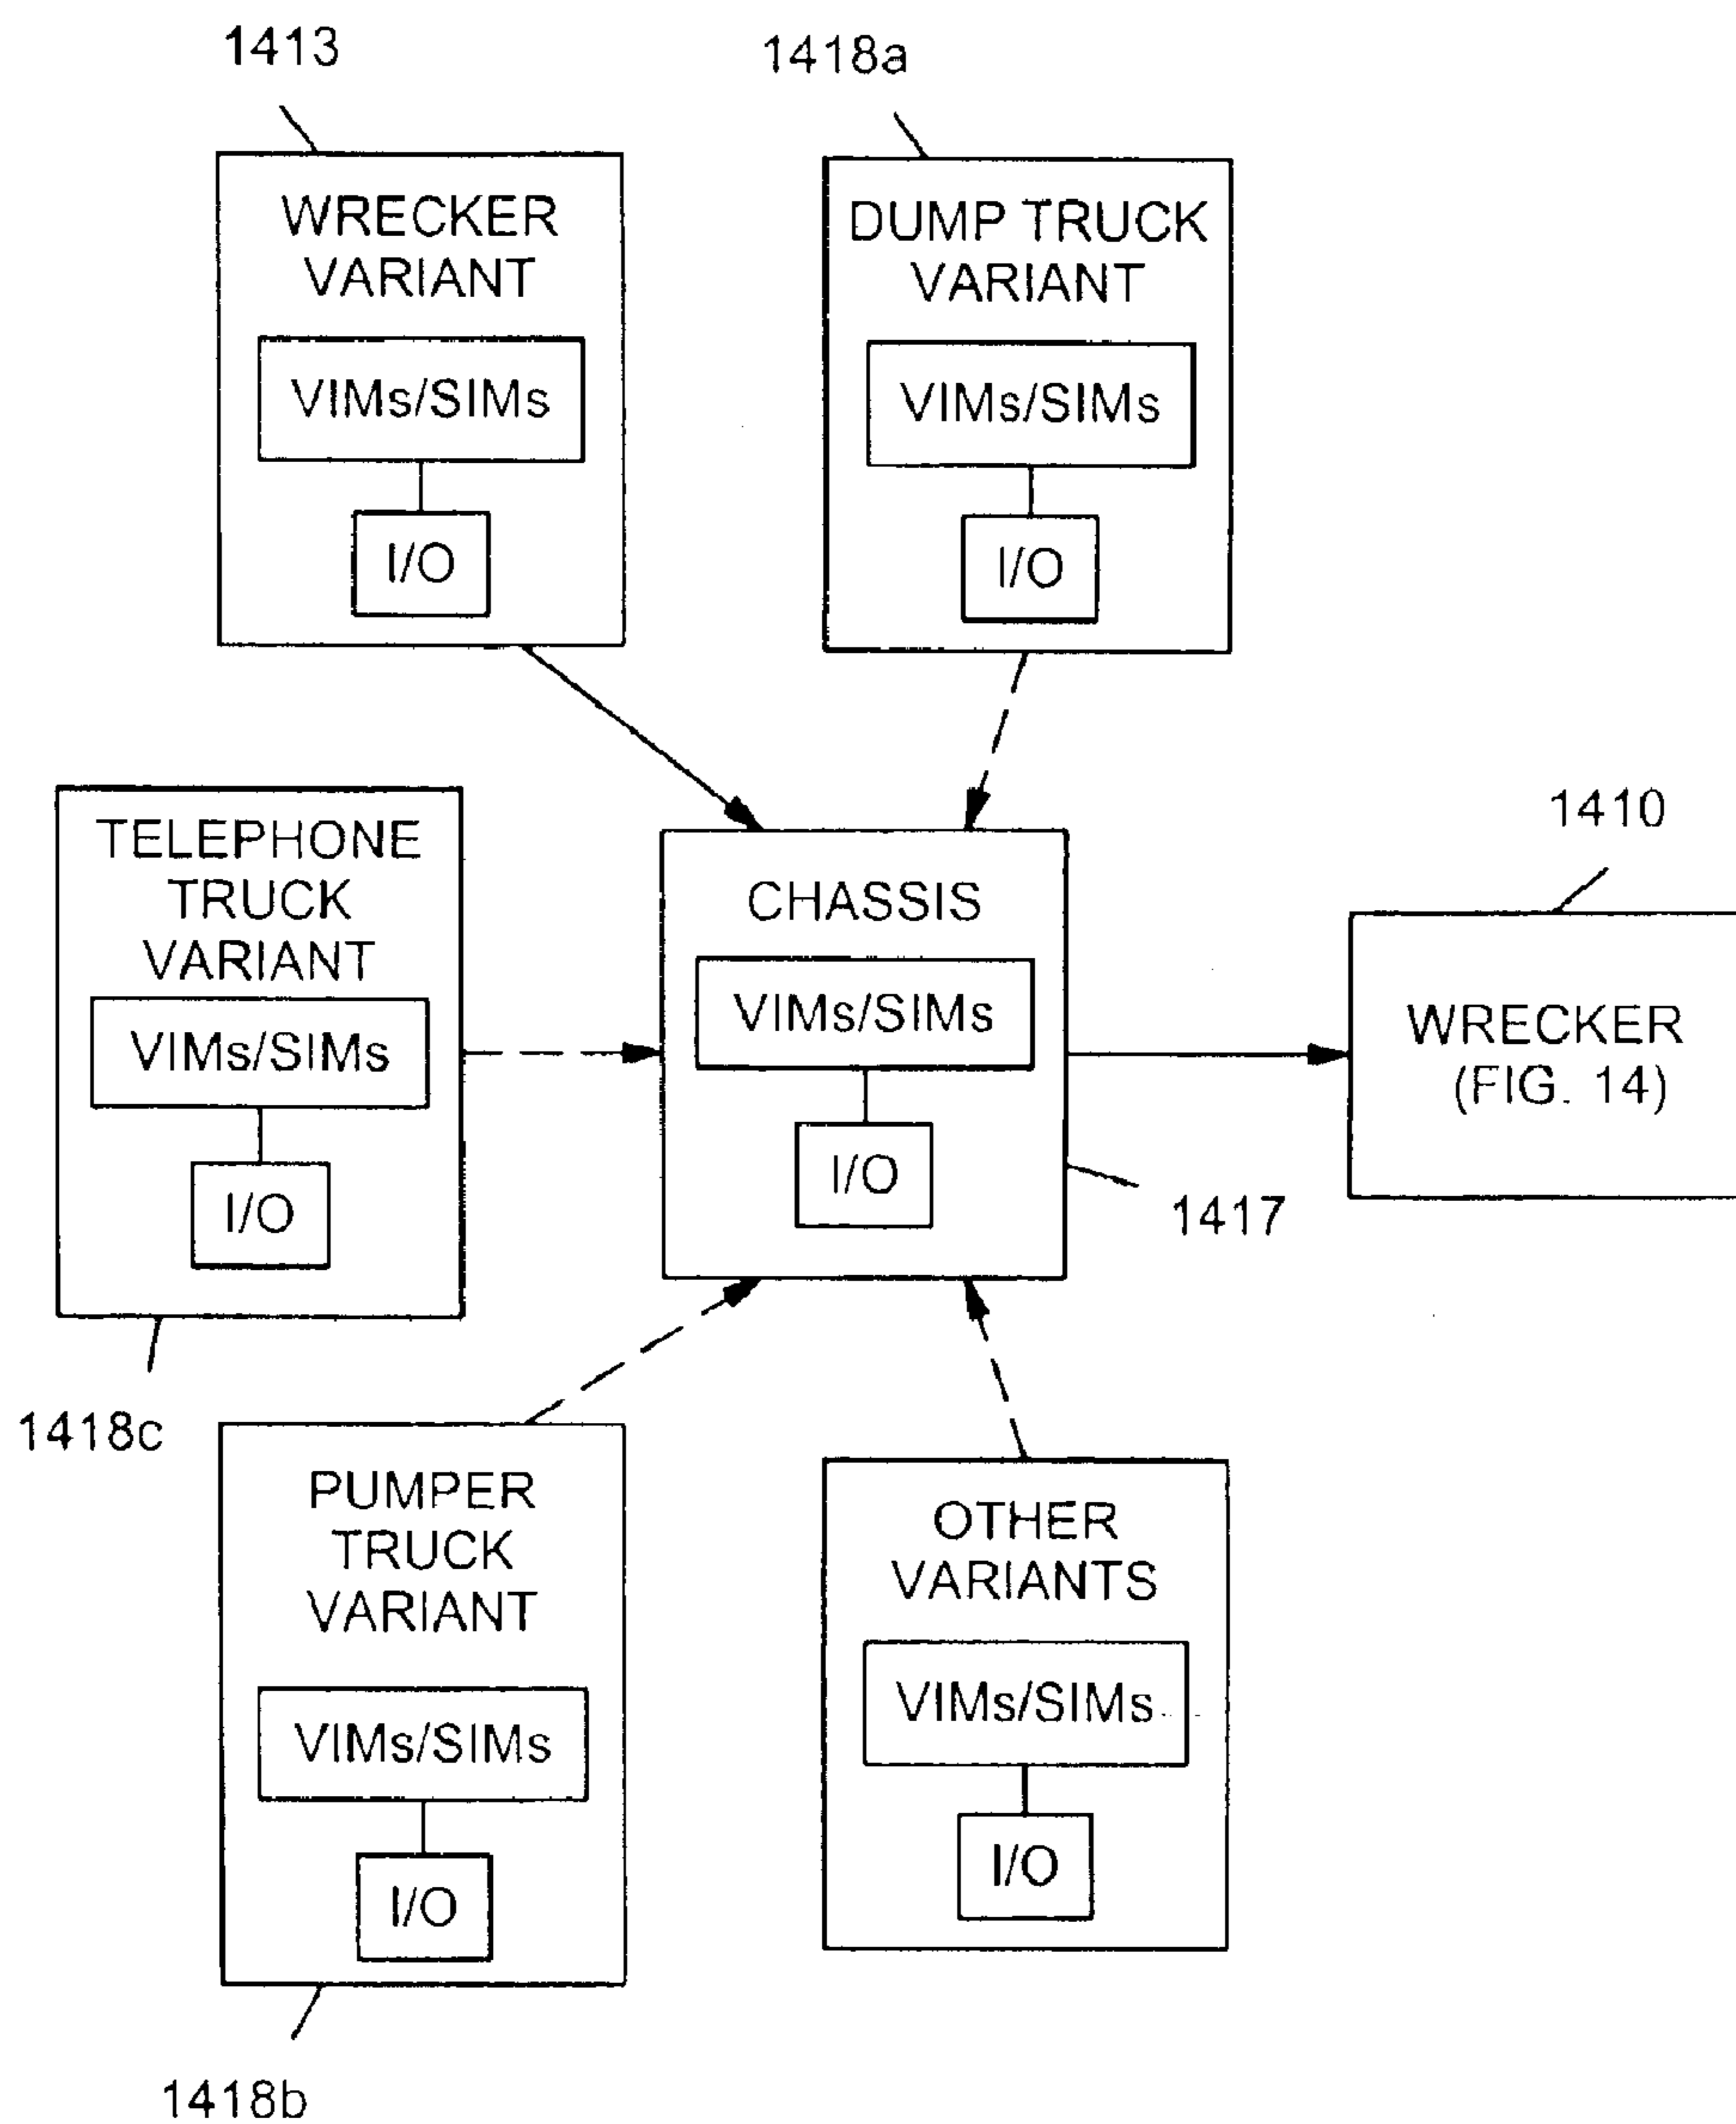 1413
1418a
WRECKER
VARIANT
VIMs/SIMs
I/O
DUMP TRUCK
VARIANT
VIMs/SIMs
I/O
TELEPHONE
TRUCK
VARIANT
VIMs/SIMs
I/O
1418c
CHASSIS
VIMs/SIMs
I/O
1417
1410
WRECKER
(FIG. 14)
PUMPER
TRUCK
VARIANT
VIMs/SIMs
I/O
1418b
OTHER
VARIANTS
VIMs/SIMs
I/O